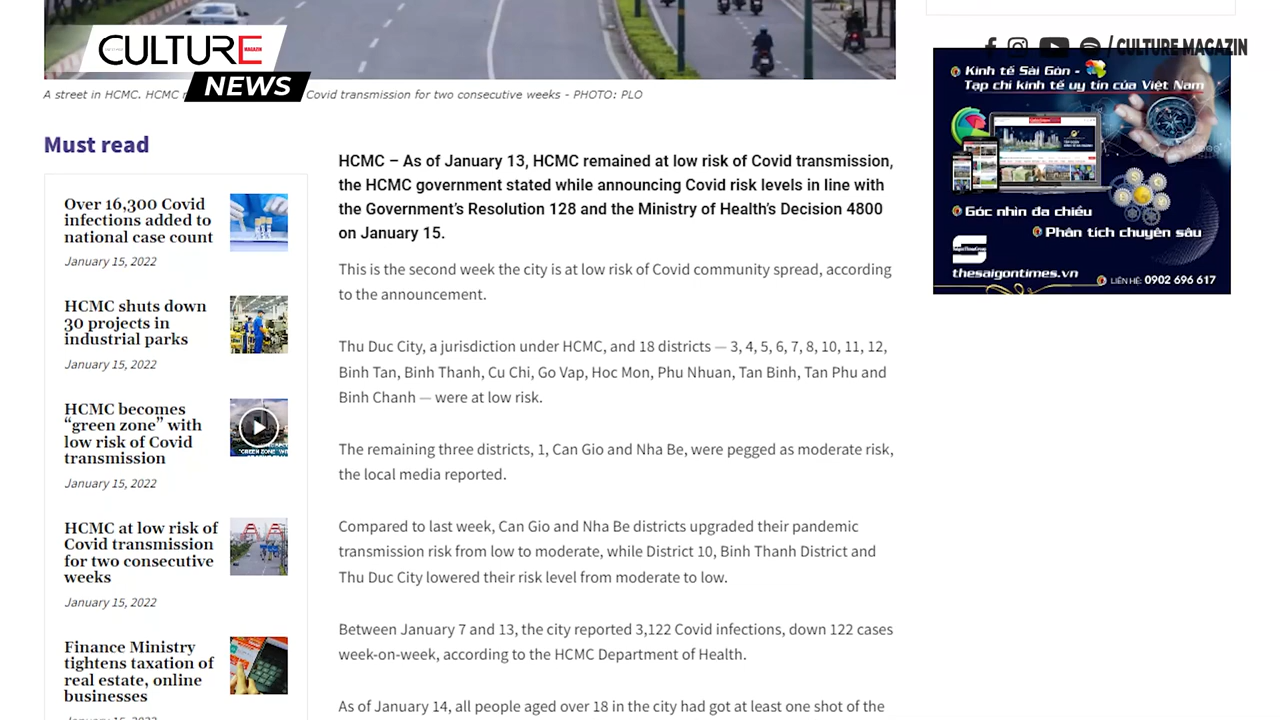 CULTURE
MAGAZIN
NEWS
/ CULTURE MAGAZIN
A street in HCMC. HCMC
Covid transmission for two consecutive weeks - PHOTO: PLO
Must read
Over 16,300 Covid
infections added to
national case count
January 15, 2022
HCMC shuts down
30 projects in
industrial parks
January 15, 2022
HCMC becomes
“green zone” with
low risk of Covid
transmission
January 15, 2022
HCMC at low risk of
Covid transmission
for two consecutive
weeks
January 15, 2022
Finance Ministry
tightens taxation of
real estate, online
businesses
January 15, 2022
HCMC – As of January 13, HCMC remained at low risk of Covid transmission,
the HCMC government stated while announcing Covid risk levels in line with
the Government’s Resolution 128 and the Ministry of Health’s Decision 4800
on January 15.
This is the second week the city is at low risk of Covid community spread, according
to the announcement.
Thu Duc City, a jurisdiction under HCMC, and 18 districts — 3, 4, 5, 6, 7, 8, 10, 11, 12,
Binh Tan, Binh Thanh, Cu Chi, Go Vap, Hoc Mon, Phu Nhuan, Tan Binh, Tan Phu and
Binh Chanh — were at low risk.
The remaining three districts, 1, Can Gio and Nha Be, were pegged as moderate risk,
the local media reported.
Compared to last week, Can Gio and Nha Be districts upgraded their pandemic
transmission risk from low to moderate, while District 10, Binh Thanh District and
Thu Duc City lowered their risk level from moderate to low.
Between January 7 and 13, the city reported 3,122 Covid infections, down 122 cases
week-on-week, according to the HCMC Department of Health.
As of January 14, all people aged over 18 in the city had got at least one shot of the
Kinh tế Sài Gòn -
Tạp chí kinh tế uy tín của Việt Nam
Góc nhìn đa chiều
Phân tích chuyên sâu
thesaigontimes.vn
LIÊN HỆ: 0902 696 617